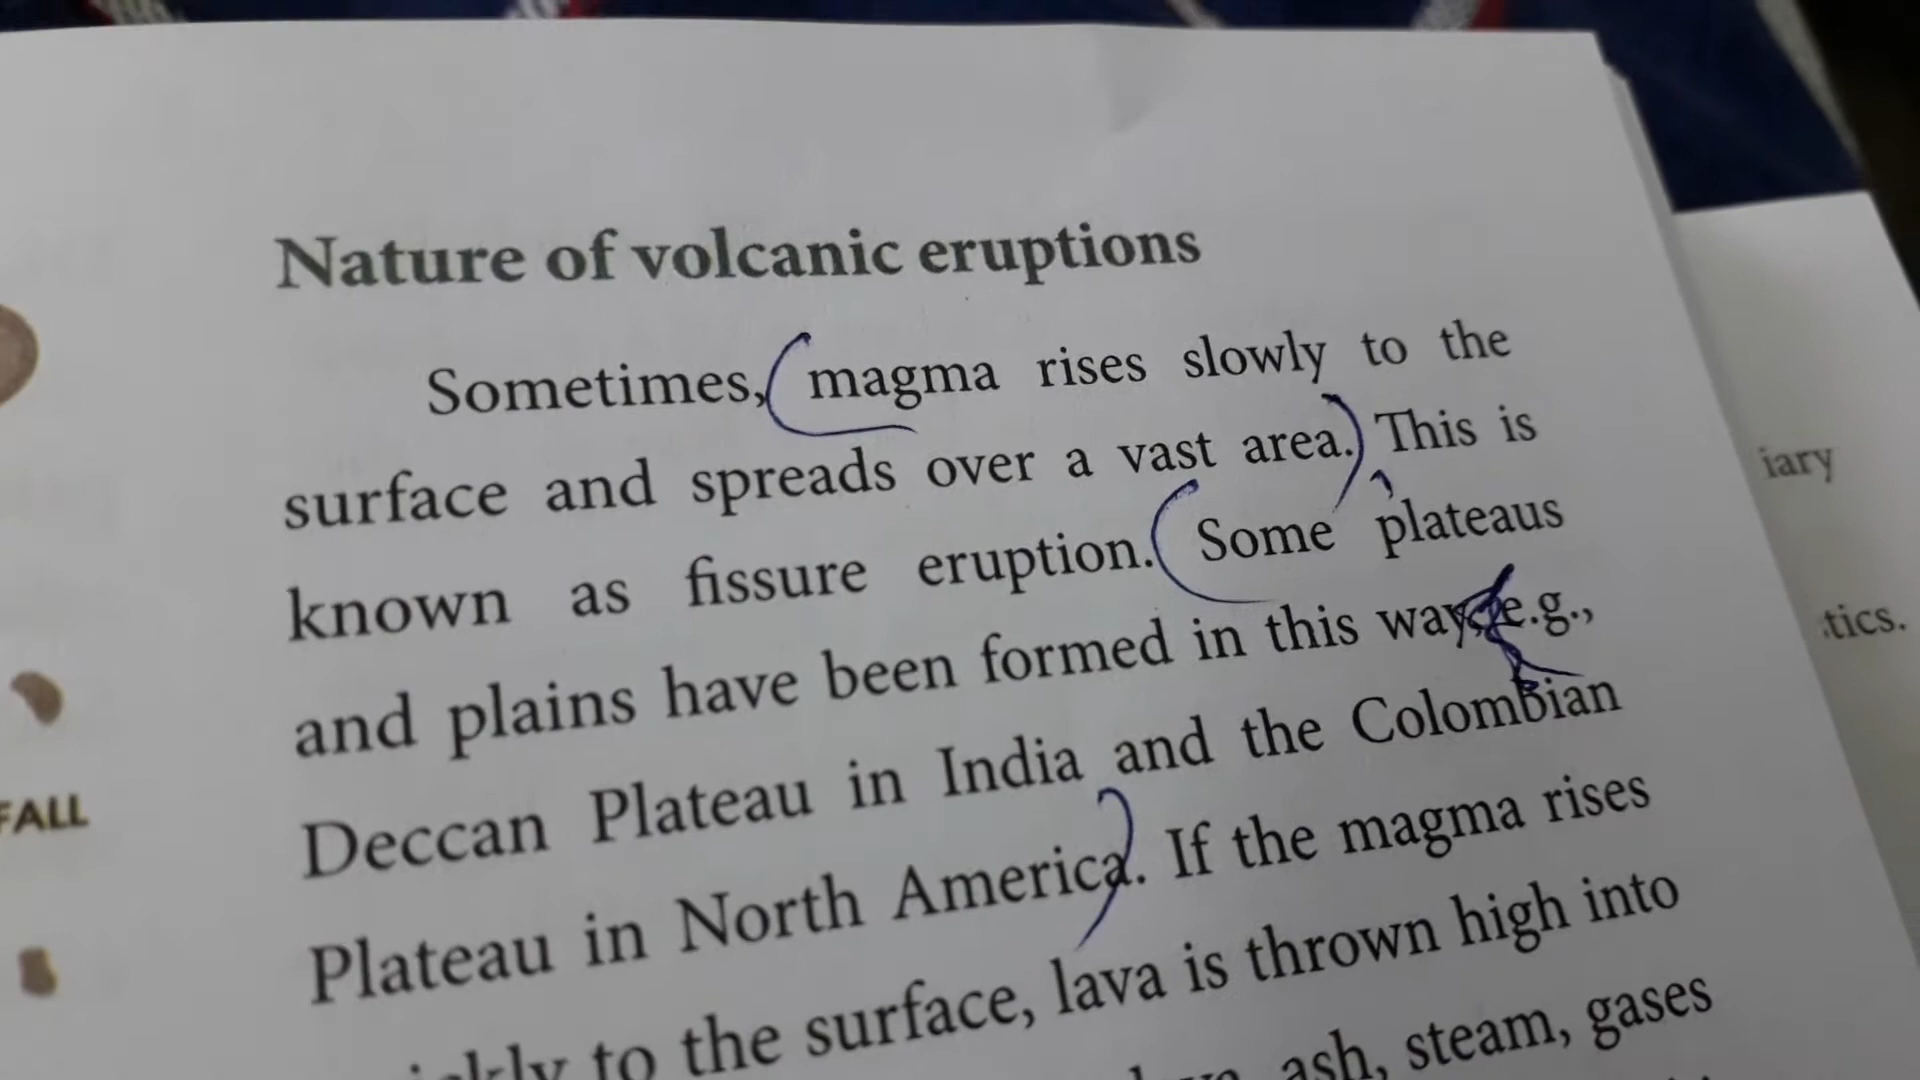 Nature of volcanic eruptions
Sometimes, magma rises slowly to the
surface and spreads over a vast area. This is
known as fissure eruption. Some plateaus
and plains have been formed in this way, e.g.,
Deccan Plateau in India and the Colombian
Plateau in North America. If the magma rises
to the surface, lava is thrown high into
ash, steam, gases
FALL
iary
tics.